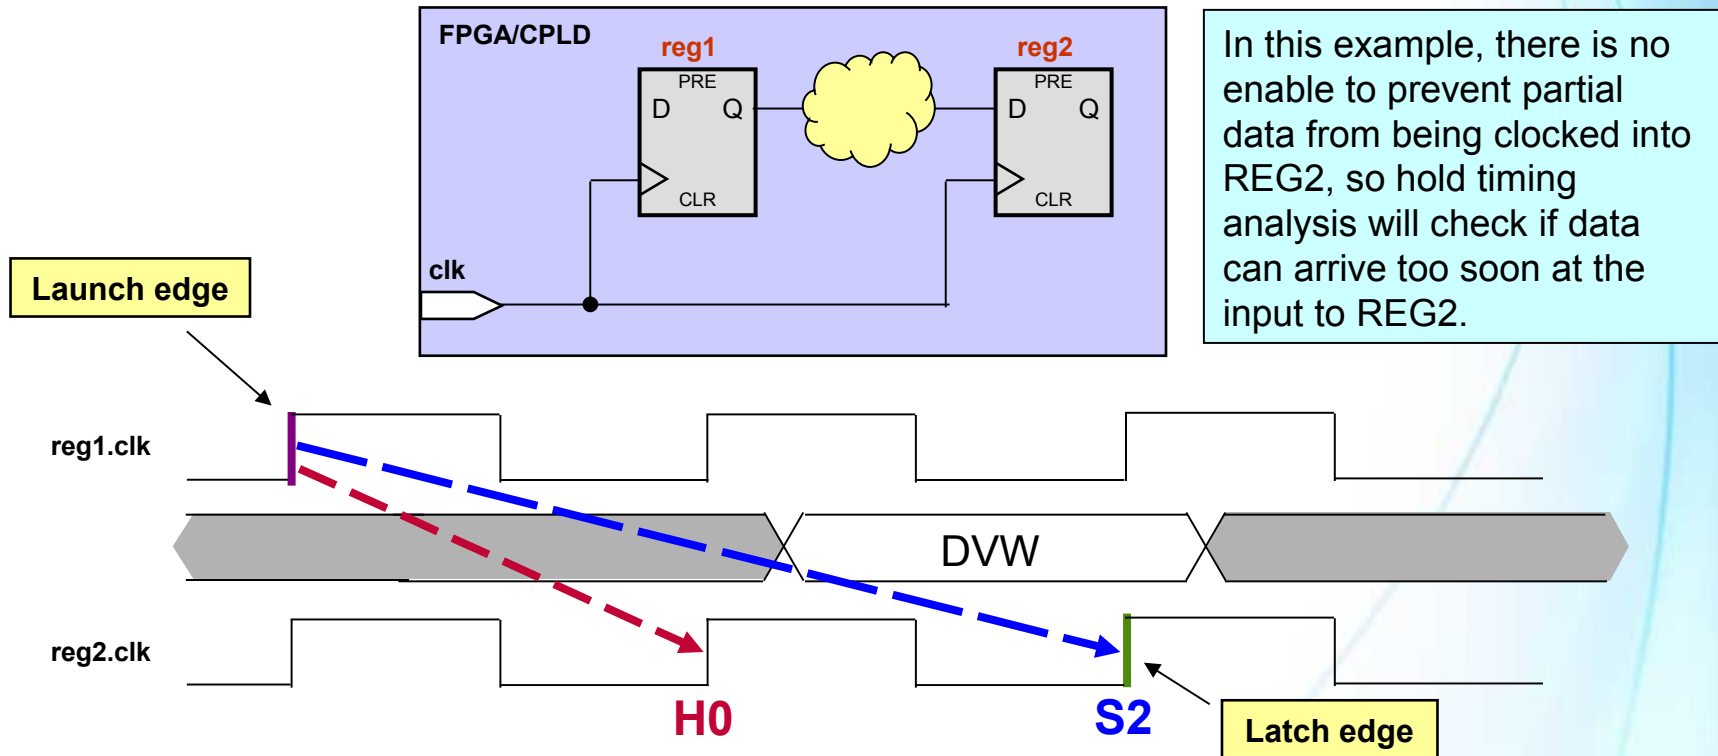 FPGA/CPLD
reg1
reg2
PRE
D
Q
CLR
PRE
D
Q
CLR
clk
In this example, there is no
enable to prevent partial
data from being clocked into
REG2, so hold timing
analysis will check if data
can arrive too soon at the
input to REG2.
Launch edge
reg1.clk
DVW
reg2.clk
H0
S2
Latch edge